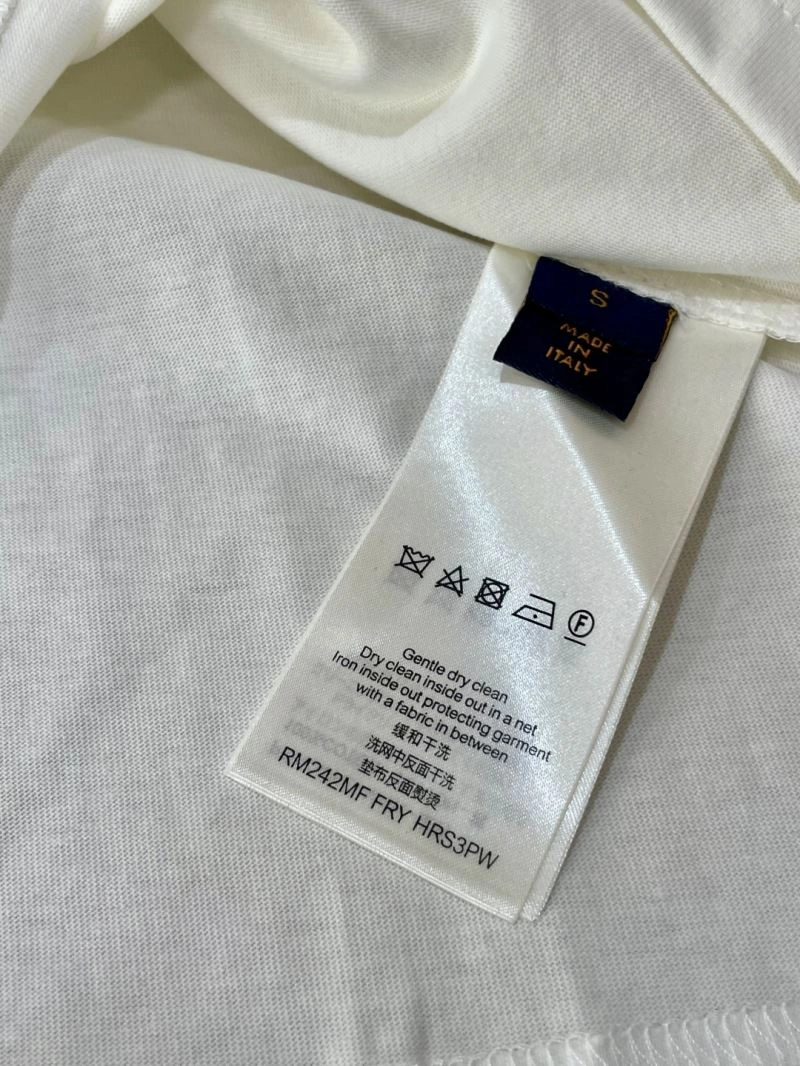 S
MADE
IN
ITALY
F
Gentle dry clean
Dry clean inside out in a net
Iron inside out protecting garment
with a fabric in between
缓和干洗
洗网中反面干洗
垫布反面熨烫
RM242MF FRY HRS3PW